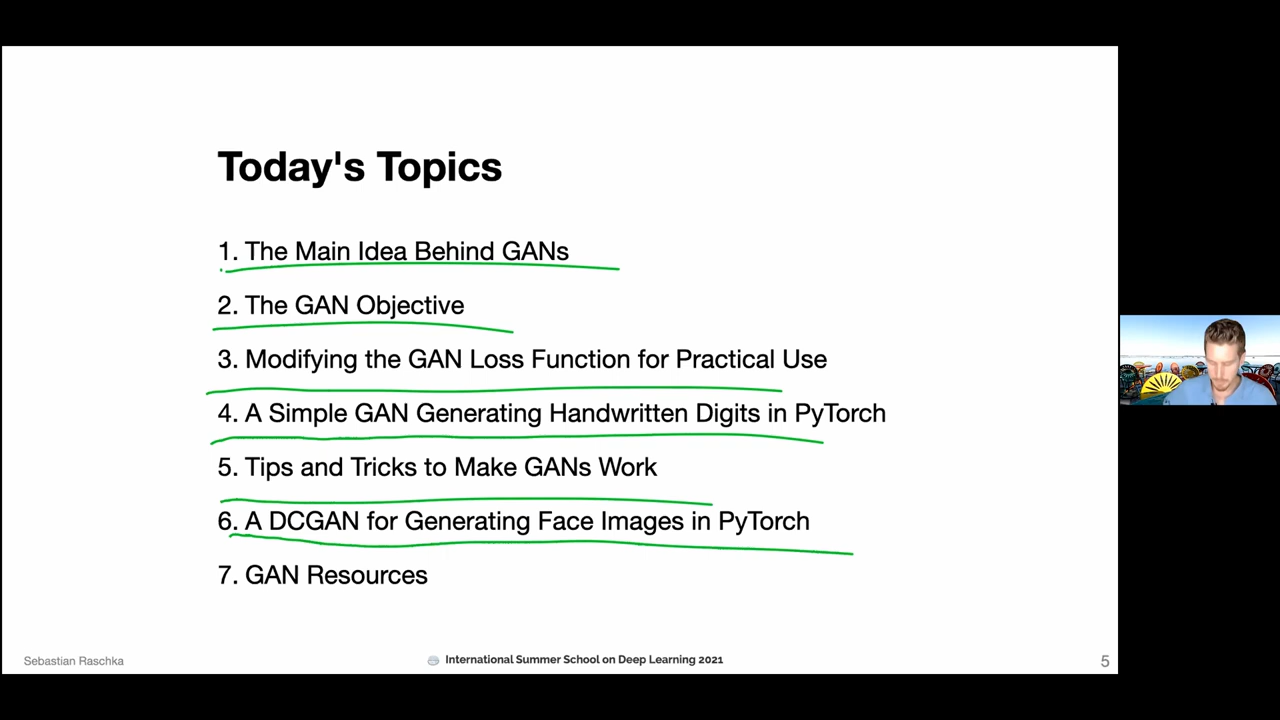 Today's Topics
1. The Main Idea Behind GANs
2. The GAN Objective
3. Modifying the GAN Loss Function for Practical Use
4. A Simple GAN Generating Handwritten Digits in PyTorch
5. Tips and Tricks to Make GANs Work
6. A DCGAN for Generating Face Images in PyTorch
7. GAN Resources
Sebastian Raschka
International Summer School on Deep Learning 2021
5